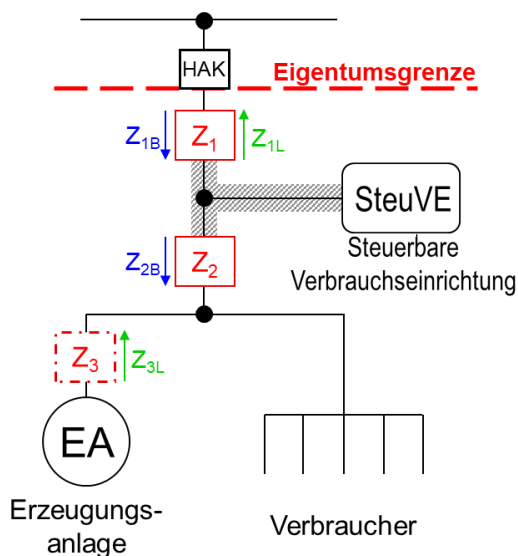 HAK
Eigentumsgrenze
Z1B
Z1
Z1L
SteuVE
Steuerbare
Verbrauchseinrichtung
Z2B
Z2
Z3
Z3L
EA
Erzeugungs-
anlage
Verbraucher